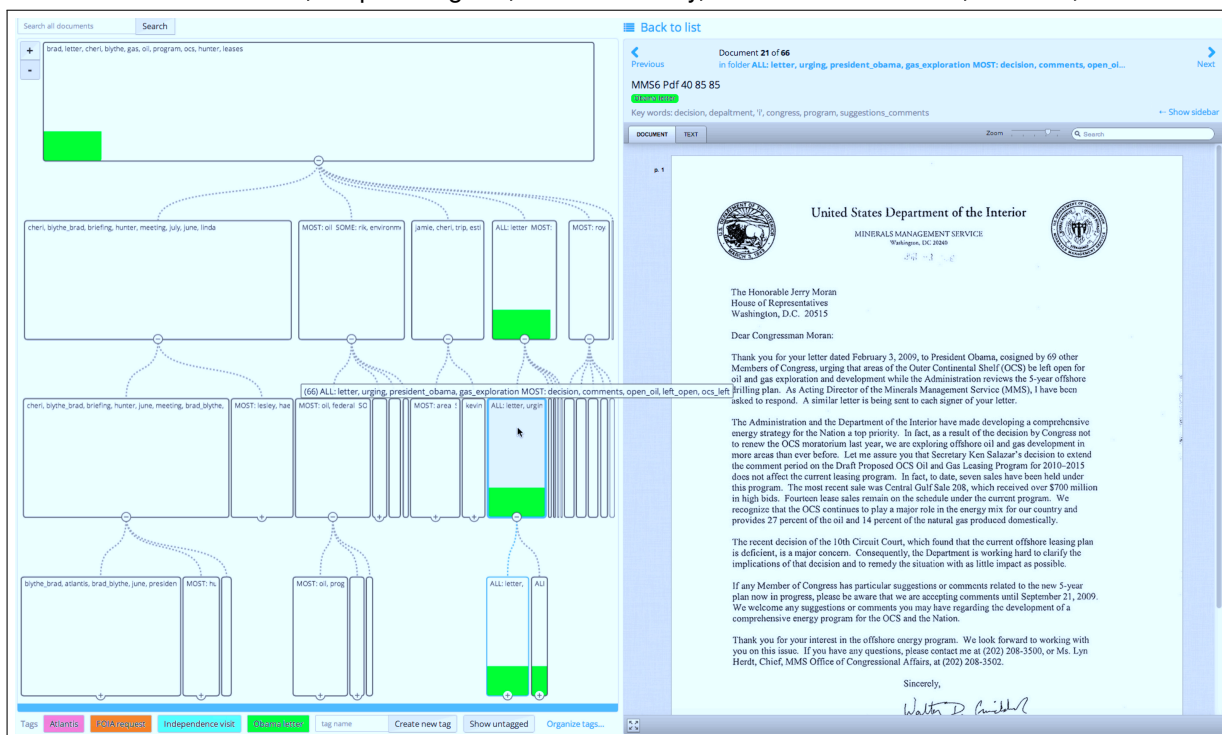 Search all documents Search
+
-
brad, letter, cheri, blythe, gas, oil, program, ocs, hunter, leases
cheri, blythe_brad, briefing, hunter, meeting, july, june, linda
MOST: oil SOME: rik, environm
jamie, cheri, trip, esti
ALL: letter MOST:
MOST: roy
(66) ALL: letter, urging, president_obama, gas_exploration MOST: decision, comments, open_oil, left_open, ocs_left
cheri, blythe_brad, briefing, hunter, june, meeting, brad_blythe,
MOST: lesley, hae
MOST: oil, federal SO
MOST: area
kevin
ALL: letter, urgin
blythe_brad, atlantis, brad_blythe, june, presiden
MOST: hu
MOST: oil, prog
ALL: letter,
ALL
Tags Atlantis FOIA request Independence visit Obama letter tag name Create new tag Show untagged Organize tags...
Back to list
Previous
Document 21 of 66
in folder ALL: letter, urging, president_obama, gas_exploration MOST: decision, comments, open_oi...
Next
MMS6 Pdf 40 85 85
Obama letter
Key words: decision, depaltment, 'i', congress, program, suggestions_comments
Show sidebar
DOCUMENT TEXT Zoom Search
p. 1
United States Department of the Interior
MINERALS MANAGEMENT SERVICE
Washington, DC 20240
The Honorable Jerry Moran
House of Representatives
Washington, D.C. 20515
Dear Congressman Moran:
Thank you for your letter dated February 3, 2009, to President Obama, cosigned by 69 other
Members of Congress, urging that areas of the Outer Continental Shelf (OCS) be left open for
oil and gas exploration and development while the Administration reviews the 5-year offshore
drilling plan. As Acting Director of the Minerals Management Service (MMS), I have been
asked to respond. A similar letter is being sent to each signer of your letter.
The Administration and the Department of the Interior have made developing a comprehensive
energy strategy for the Nation a top priority. In fact, as a result of the decision by Congress not
to renew the OCS moratorium last year, we are exploring offshore oil and gas development in
more areas than ever before. Let me assure you that Secretary Ken Salazar's decision to extend
the comment period on the Draft Proposed OCS Oil and Gas Leasing Program for 2010–2015
does not affect the current leasing program. In fact, to date, seven sales have been held under
this program. The most recent sale was Central Gulf Sale 208, which received over $700 million
in high bids. Fourteen lease sales remain on the schedule under the current program. We
recognize that the OCS continues to play a major role in the energy mix for our country and
provides 27 percent of the oil and 14 percent of the natural gas produced domestically.
The recent decision of the 10th Circuit Court, which found that the current offshore leasing plan
is deficient, is a major concern. Consequently, the Department is working hard to clarify the
implications of that decision and to remedy the situation with as little impact as possible.
If any Member of Congress has particular suggestions or comments related to the new 5-year
plan now in progress, please be aware that we are accepting comments until September 21, 2009.
We welcome any suggestions or comments you may have regarding the development of a
comprehensive energy program for the OCS and the Nation.
Thank you for your interest in the offshore energy program. We look forward to working with
you on this issue. If you have any questions, please contact me at (202) 208-3500, or Ms. Lyn
Herdt, Chief, MMS Office of Congressional Affairs, at (202) 208-3502.
Sincerely,
Walter D.